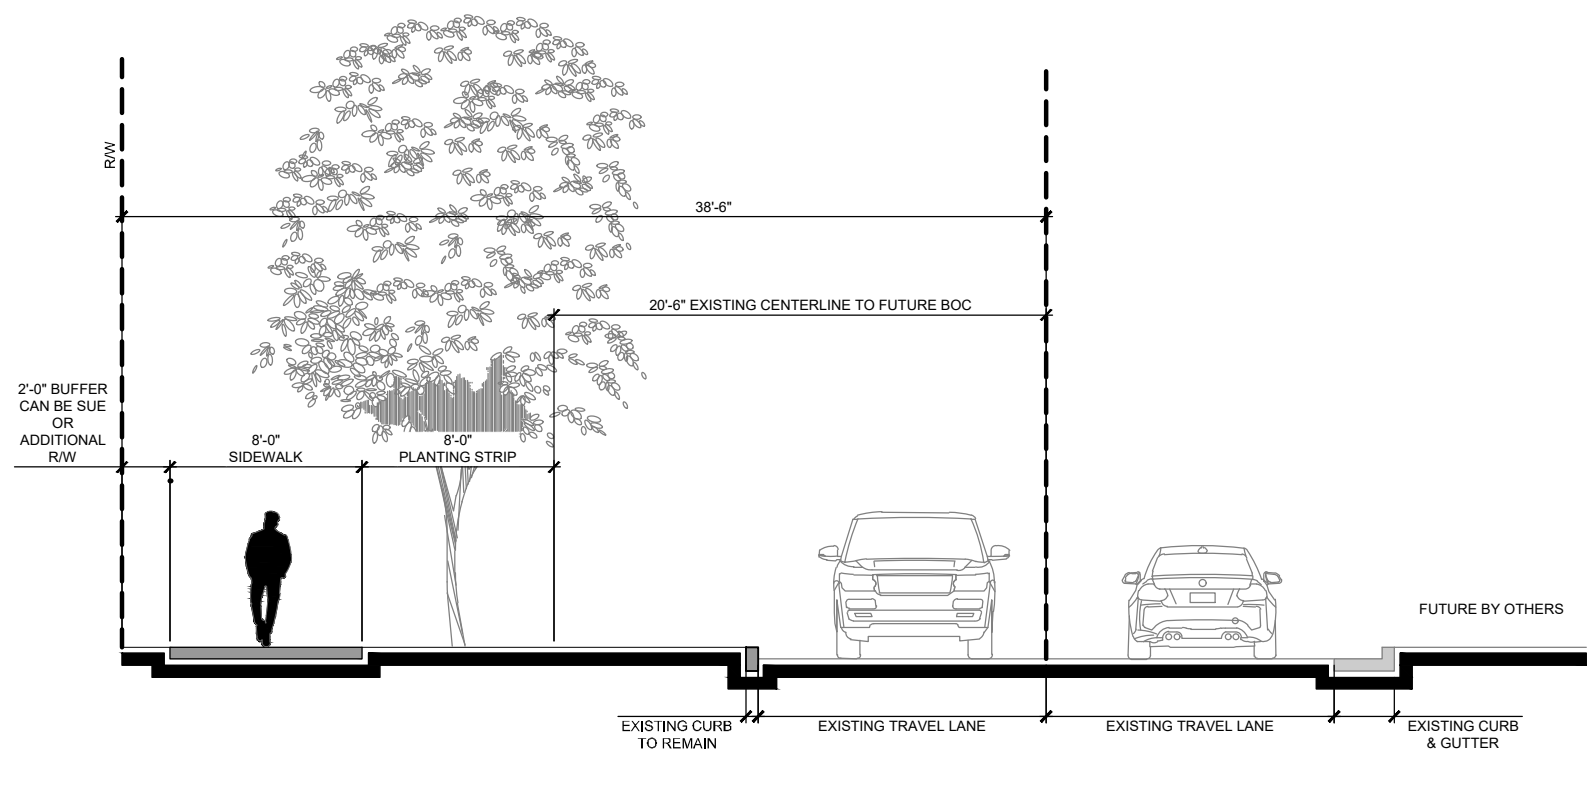 R/W
38'-6"
20'-6" EXISTING CENTERLINE TO FUTURE BOC
2'-0" BUFFER
CAN BE SUE
OR
ADDITIONAL
R/W
8'-0"
SIDEWALK
8'-0"
PLANTING STRIP
FUTURE BY OTHERS
EXISTING CURB
TO REMAIN
EXISTING TRAVEL LANE
EXISTING TRAVEL LANE
EXISTING CURB
& GUTTER